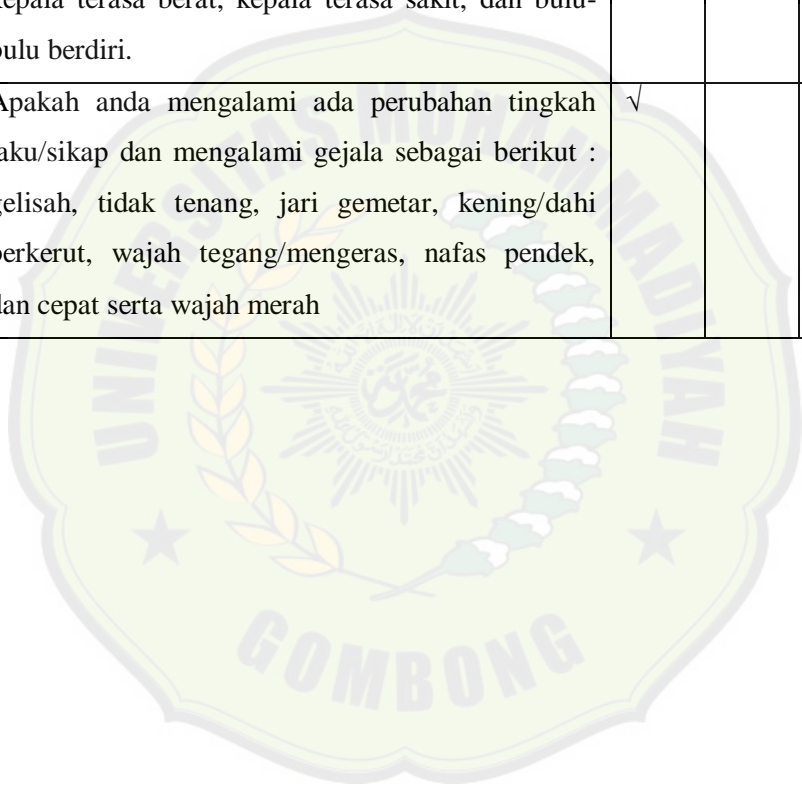 kepala terasa berat, kepala terasa sakit, dan bulu-
bulu berdiri.
Apakah anda mengalami ada perubahan tingkah √
laku/sikap dan mengalami gejala sebagai berikut :
gelisah, tidak tenang, jari gemetar, kening/dahi
berkerut, wajah tegang/mengeras, nafas pendek,
dan cepat serta wajah merah
UNIVERSITAS MUHAMMADIYAH
GOMBONG